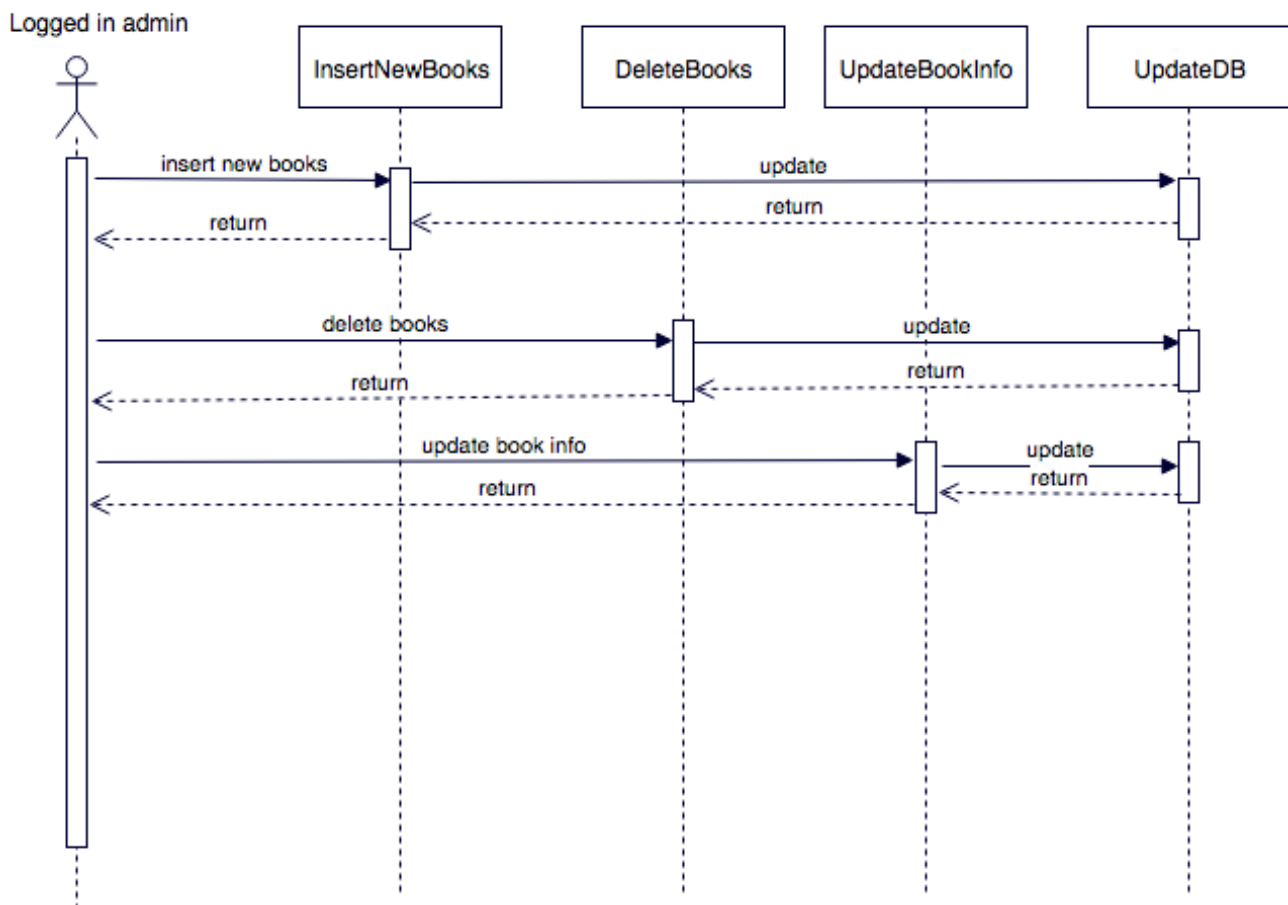 Logged in admin
InsertNewBooks
DeleteBooks
UpdateBookInfo
UpdateDB
insert new books
update
return
return
delete books
update
return
return
update book info
update
return
return